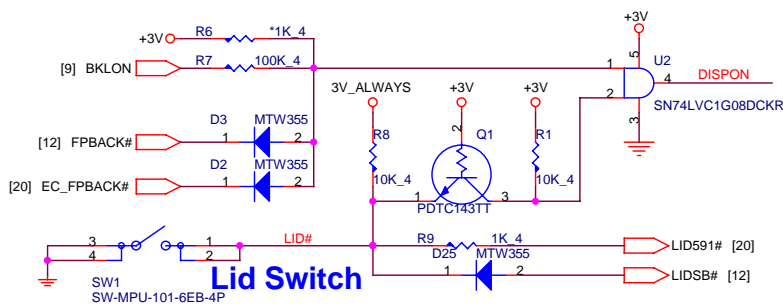 R6 *1K_4
+3V
[9] BKLON R7 100K_4
+3V
5
U2
1
4
DISPON
2
SN74LVC1G08DCKR
3
D3 MTW355
[12] FPBACK# 1 2
D2 MTW355
[20] EC_FPBACK# 1 2
3V_ALWAYS +3V +3V
R8 2 Q1 R1
10K_4 10K_4
1 3
PDTC143TT
3 1
4 2
LID#
SW1
SW-MPU-101-6EB-4P
Lid Switch
R9 1K_4 LID591# [20]
D25 MTW355
1 2 LIDSB# [12]